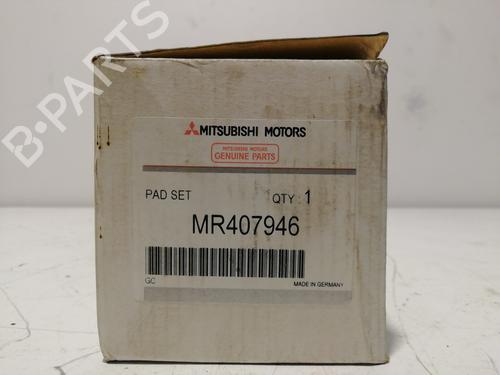 B-PARTS
MITSUBISHI MOTORS
MITSUBISHI MOTORS
GENUINE PARTS
PAD SET QTY : 1
MR407946
GC MADE IN GERMANY